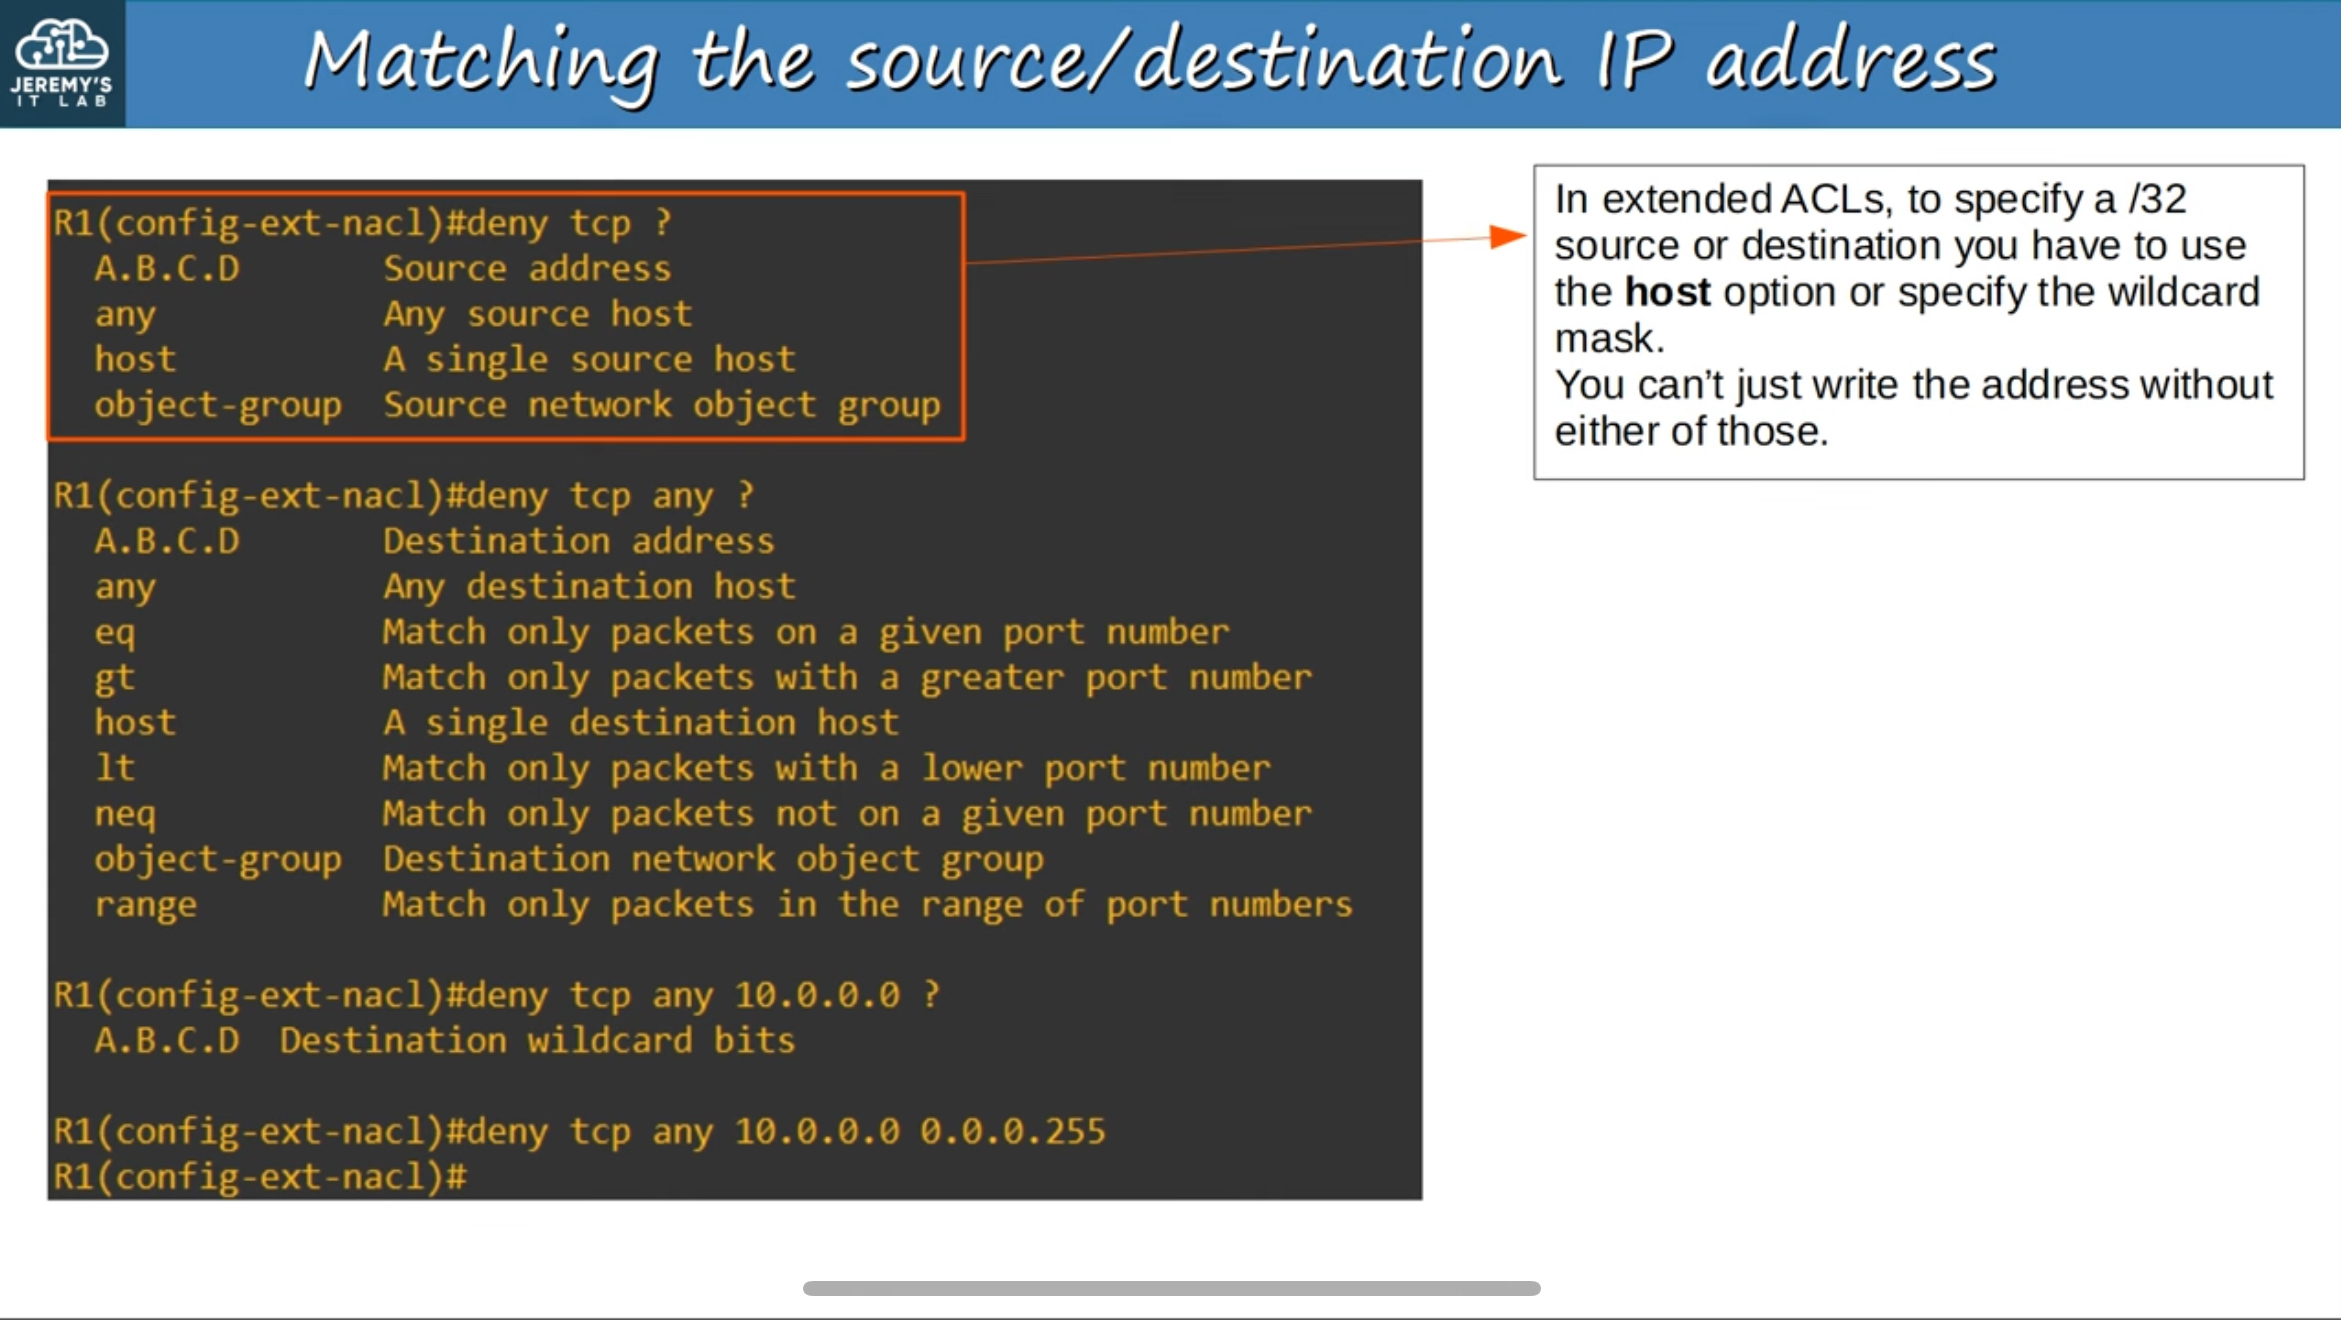 JEREMY'S
IT LAB
Matching the source/destination IP address
R1(config-ext-nacl)#deny tcp ?
A.B.C.D Source address
any Any source host
host A single source host
object-group Source network object group
R1(config-ext-nacl)#deny tcp any ?
A.B.C.D Destination address
any Any destination host
eq Match only packets on a given port number
gt Match only packets with a greater port number
host A single destination host
lt Match only packets with a lower port number
neq Match only packets not on a given port number
object-group Destination network object group
range Match only packets in the range of port numbers
R1(config-ext-nacl)#deny tcp any 10.0.0.0 ?
A.B.C.D Destination wildcard bits
R1(config-ext-nacl)#deny tcp any 10.0.0.0 0.0.0.255
R1(config-ext-nacl)#
In extended ACLs, to specify a /32
source or destination you have to use
the host option or specify the wildcard
mask.
You can't just write the address without
either of those.